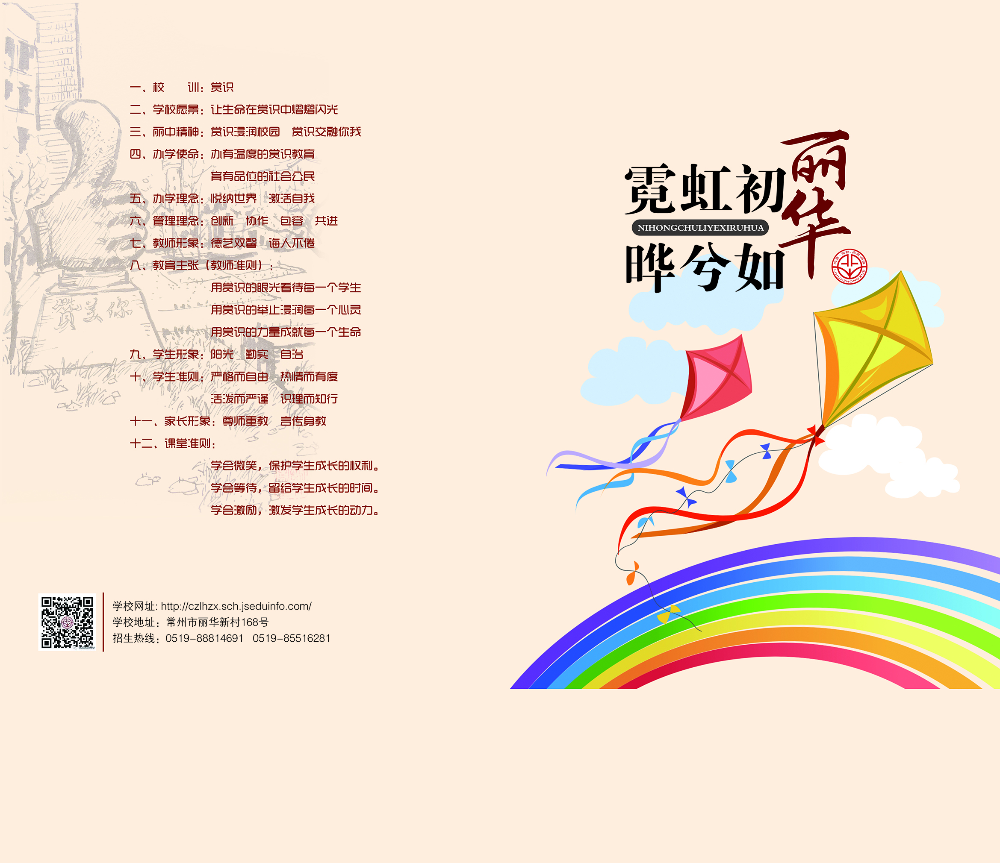 一、校　　训：赏识
二、学校愿景：让生命在赏识中熠熠闪光
三、丽中精神：赏识浸润校园　赏识交融你我
四、办学使命：办有温度的赏识教育
育有品位的社会公民
五、办学理念：悦纳世界　激活自我
六、管理理念：创新　协作　包容　共进
七、教师形象：德艺双馨　诲人不倦
八、教育主张（教师准则）：
用赏识的眼光看待每一个学生
用赏识的举止浸润每一个心灵
用赏识的力量成就每一个生命
九、学生形象：阳光　勤实　自治
十、学生准则：严格而自由　热情而有度
活泼而严谨　识理而知行
十一、家长形象：尊师重教　言传身教
十二、课堂准则：
学会微笑，保护学生成长的权利。
学会等待，留给学生成长的时间。
学会激励，激发学生成长的动力。
赞美你
学校网址: http://czlhzx.sch.jseduinfo.com/
学校地址：常州市丽华新村168号
招生热线：0519-88814691　0519-85516281
霓虹初丽
NIHONGCHULIYEXIRUHUA
晔兮如华
LIHUAZHONGXUE